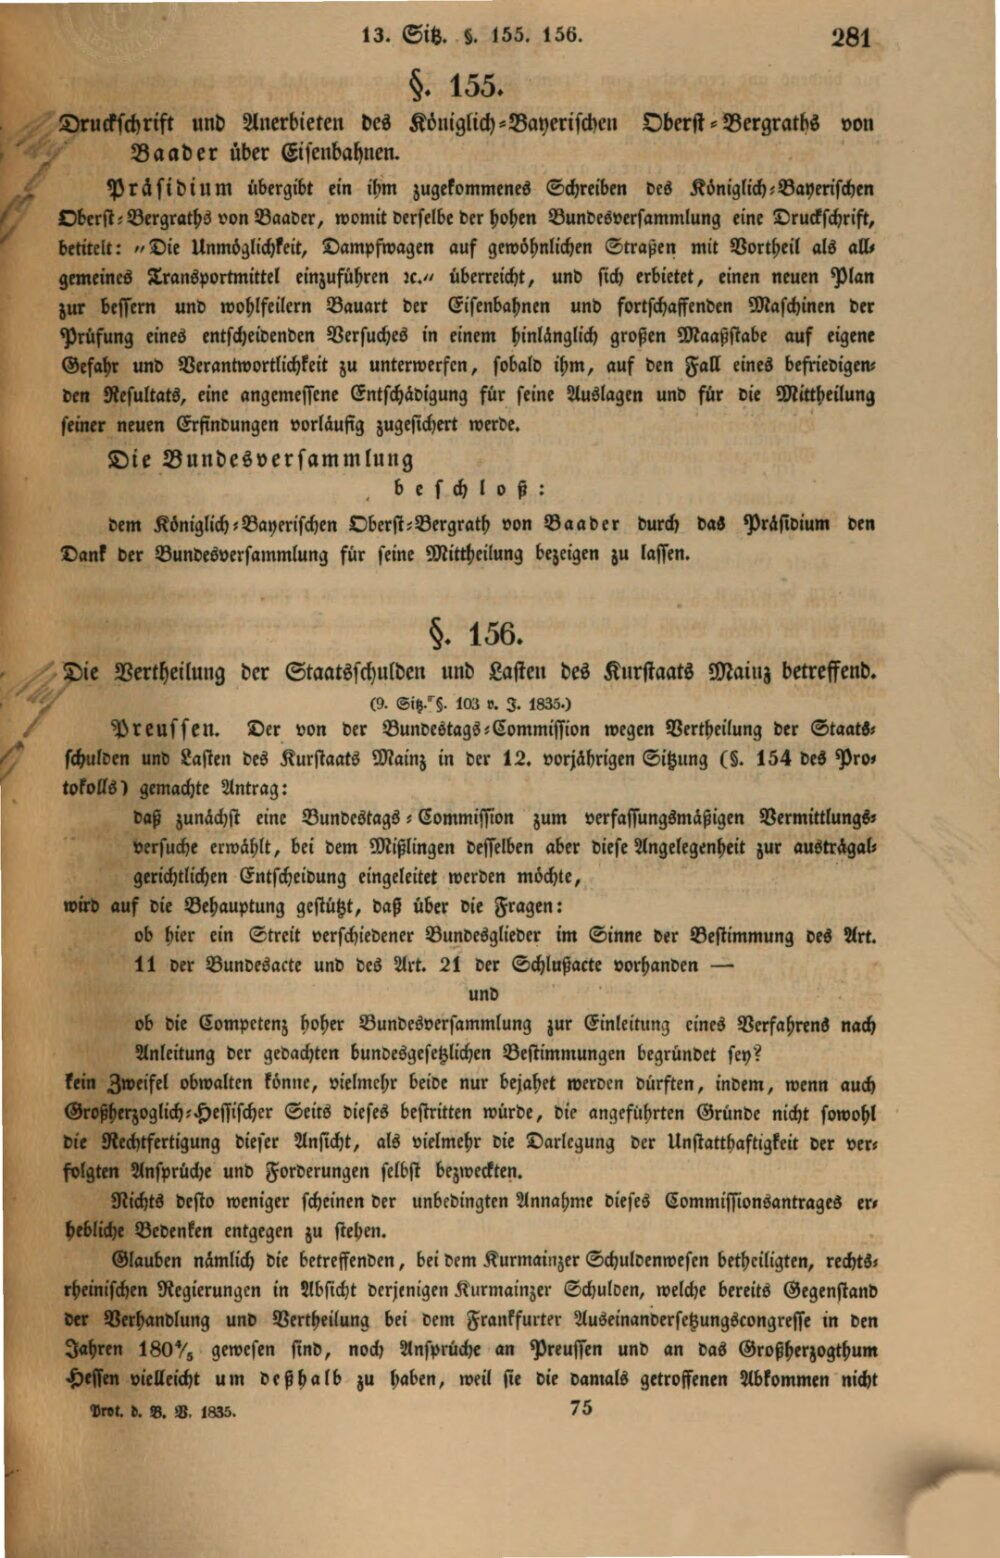 13. Sitz. §. 155. 156.
281
§. 155.
Druckschrift und Anerbieten des Königlich-Bayerischen Oberst-Bergraths von
Baader über Eisenbahnen.
Präsidium übergibt ein ihm zugekommenes Schreiben des Königlich-Bayerischen
Oberst-Bergraths von Baader, womit derselbe der hohen Bundesversammlung eine Druckschrift,
betitelt: „Die Unmöglichkeit, Dampfwagen auf gewöhnlichen Straßen mit Vortheil als all-
gemeines Transportmittel einzuführen ꝛc.“ überreicht, und sich erbietet, einen neuen Plan
zur bessern und wohlfeilern Bauart der Eisenbahnen und fortschaffenden Maschinen der
Prüfung eines entscheidenden Versuches in einem hinlänglich großen Maaßstabe auf eigene
Gefahr und Verantwortlichkeit zu unterwerfen, sobald ihm, auf den Fall eines befriedigen-
den Resultats, eine angemessene Entschädigung für seine Auslagen und für die Mittheilung
seiner neuen Erfindungen vorläufig zugesichert werde.
Die Bundesversammlung
beschloß:
dem Königlich-Bayerischen Oberst-Bergrath von Baader durch das Präsidium den
Dank der Bundesversammlung für seine Mittheilung bezeigen zu lassen.
§. 156.
Die Vertheilung der Staatsschulden und Lasten des Kurstaats Mainz betreffend.
(9. Sitz. §. 103 v. J. 1835.)
Preussen. Der von der Bundestags-Commission wegen Vertheilung der Staats-
schulden und Lasten des Kurstaats Mainz in der 12. vorjährigen Sitzung (§. 154 des Pro-
tokolls) gemachte Antrag:
daß zunächst eine Bundestags-Commission zum verfassungsmäßigen Vermittlungs-
versuche erwählt, bei dem Mißlingen desselben aber diese Angelegenheit zur austrägal-
gerichtlichen Entscheidung eingeleitet werden möchte,
wird auf die Behauptung gestützt, daß über die Fragen:
ob hier ein Streit verschiedener Bundesglieder im Sinne der Bestimmung des Art.
11 der Bundesacte und des Art. 21 der Schlußacte vorhanden —
und
ob die Competenz hoher Bundesversammlung zur Einleitung eines Verfahrens nach
Anleitung der gedachten bundesgesetzlichen Bestimmungen begründet sey?
kein Zweifel obwalten könne, vielmehr beide nur bejahet werden dürften, indem, wenn auch
Großherzoglich-Hessischer Seits dieses bestritten würde, die angeführten Gründe nicht sowohl
die Rechtfertigung dieser Ansicht, als vielmehr die Darlegung der Unstatthaftigkeit der ver-
folgten Ansprüche und Forderungen selbst bezweckten.
Nichts desto weniger scheinen der unbedingten Annahme dieses Commissionsantrages er-
hebliche Bedenken entgegen zu stehen.
Glauben nämlich die betreffenden, bei dem Kurmainzer Schuldenwesen betheiligten, rechts-
rheinischen Regierungen in Absicht derjenigen Kurmainzer Schulden, welche bereits Gegenstand
der Verhandlung und Vertheilung bei dem Frankfurter Auseinandersetzungscongresse in den
Jahren 180⁴/₅ gewesen sind, noch Ansprüche an Preussen und an das Großherzogthum
Hessen vielleicht um deßhalb zu haben, weil sie die damals getroffenen Abkommen nicht
Prot. d. B. V. 1835.
75